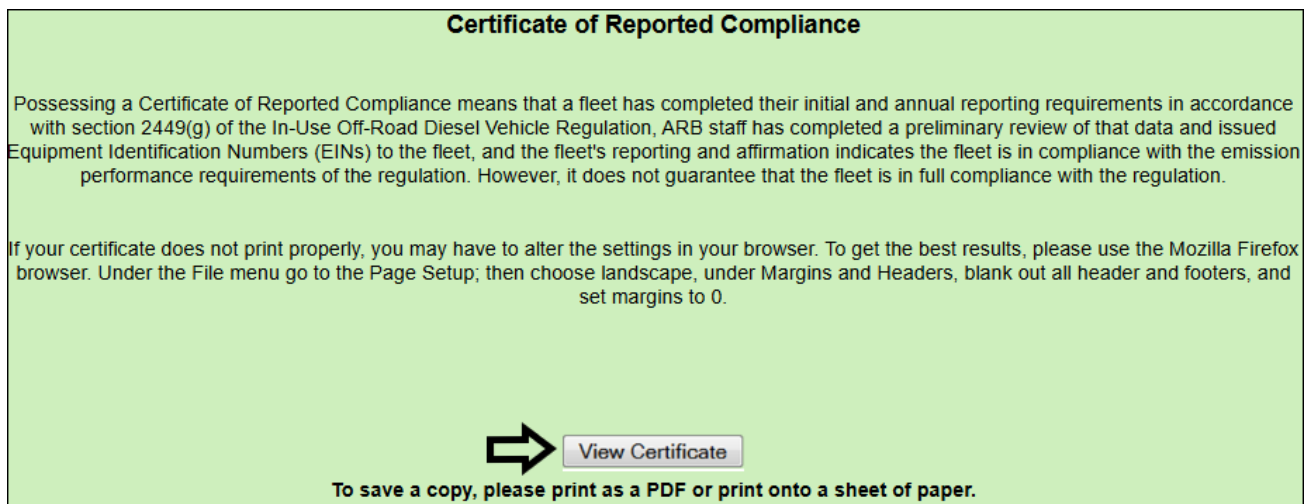 Certificate of Reported Compliance
Possessing a Certificate of Reported Compliance means that a fleet has completed their initial and annual reporting requirements in accordance
with section 2449(g) of the In-Use Off-Road Diesel Vehicle Regulation, ARB staff has completed a preliminary review of that data and issued
Equipment Identification Numbers (EINs) to the fleet, and the fleet's reporting and affirmation indicates the fleet is in compliance with the emission
performance requirements of the regulation. However, it does not guarantee that the fleet is in full compliance with the regulation.
If your certificate does not print properly, you may have to alter the settings in your browser. To get the best results, please use the Mozilla Firefox
browser. Under the File menu go to the Page Setup; then choose landscape, under Margins and Headers, blank out all header and footers, and
set margins to 0.
View Certificate
To save a copy, please print as a PDF or print onto a sheet of paper.